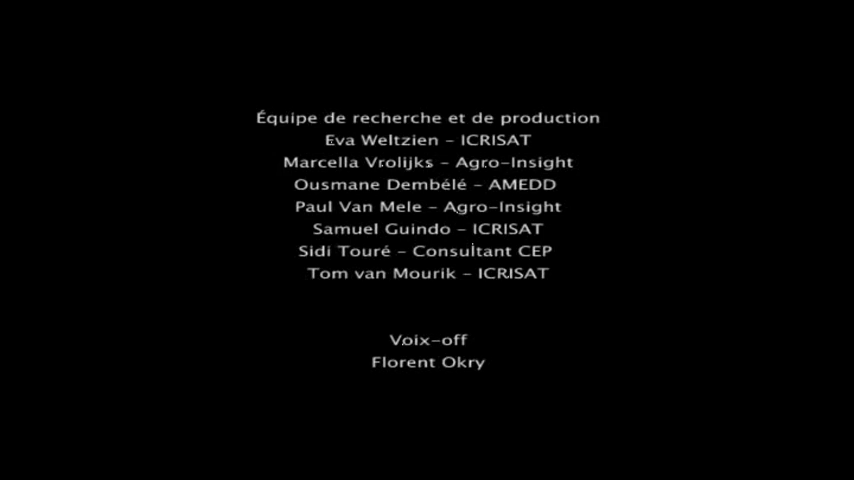 Équipe de recherche et de production
Eva Weltzien - ICRISAT
Marcella Vrolijks - Agro-Insight
Ousmane Dembélé - AMEDD
Paul Van Mele - Agro-Insight
Samuel Guindo - ICRISAT
Sidi Touré - Consultant CEP
Tom van Mourik - ICRISAT
Voix-off
Florent Okry